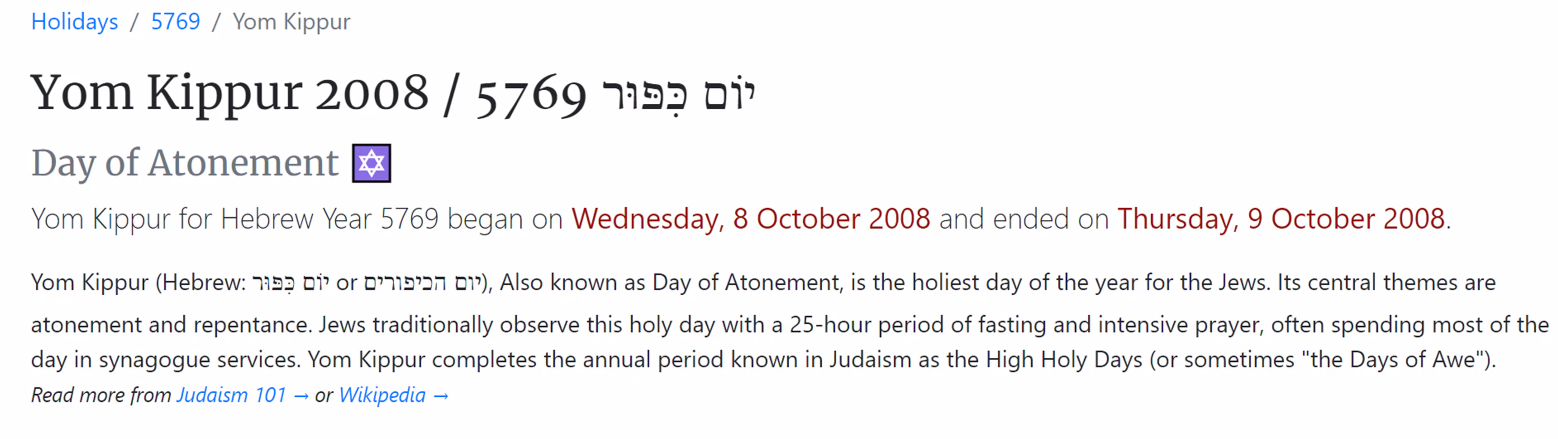 Holidays / 5769 / Yom Kippur
Yom Kippur 2008 / 5769 יוֹם כִּפּוּר
Day of Atonement ✡
Yom Kippur for Hebrew Year 5769 began on Wednesday, 8 October 2008 and ended on Thursday, 9 October 2008.
Yom Kippur (Hebrew: יוֹם כִּפּוּר or יום הכיפורים), Also known as Day of Atonement, is the holiest day of the year for the Jews. Its central themes are
atonement and repentance. Jews traditionally observe this holy day with a 25-hour period of fasting and intensive prayer, often spending most of the
day in synagogue services. Yom Kippur completes the annual period known in Judaism as the High Holy Days (or sometimes "the Days of Awe").
Read more from Judaism 101 → or Wikipedia →